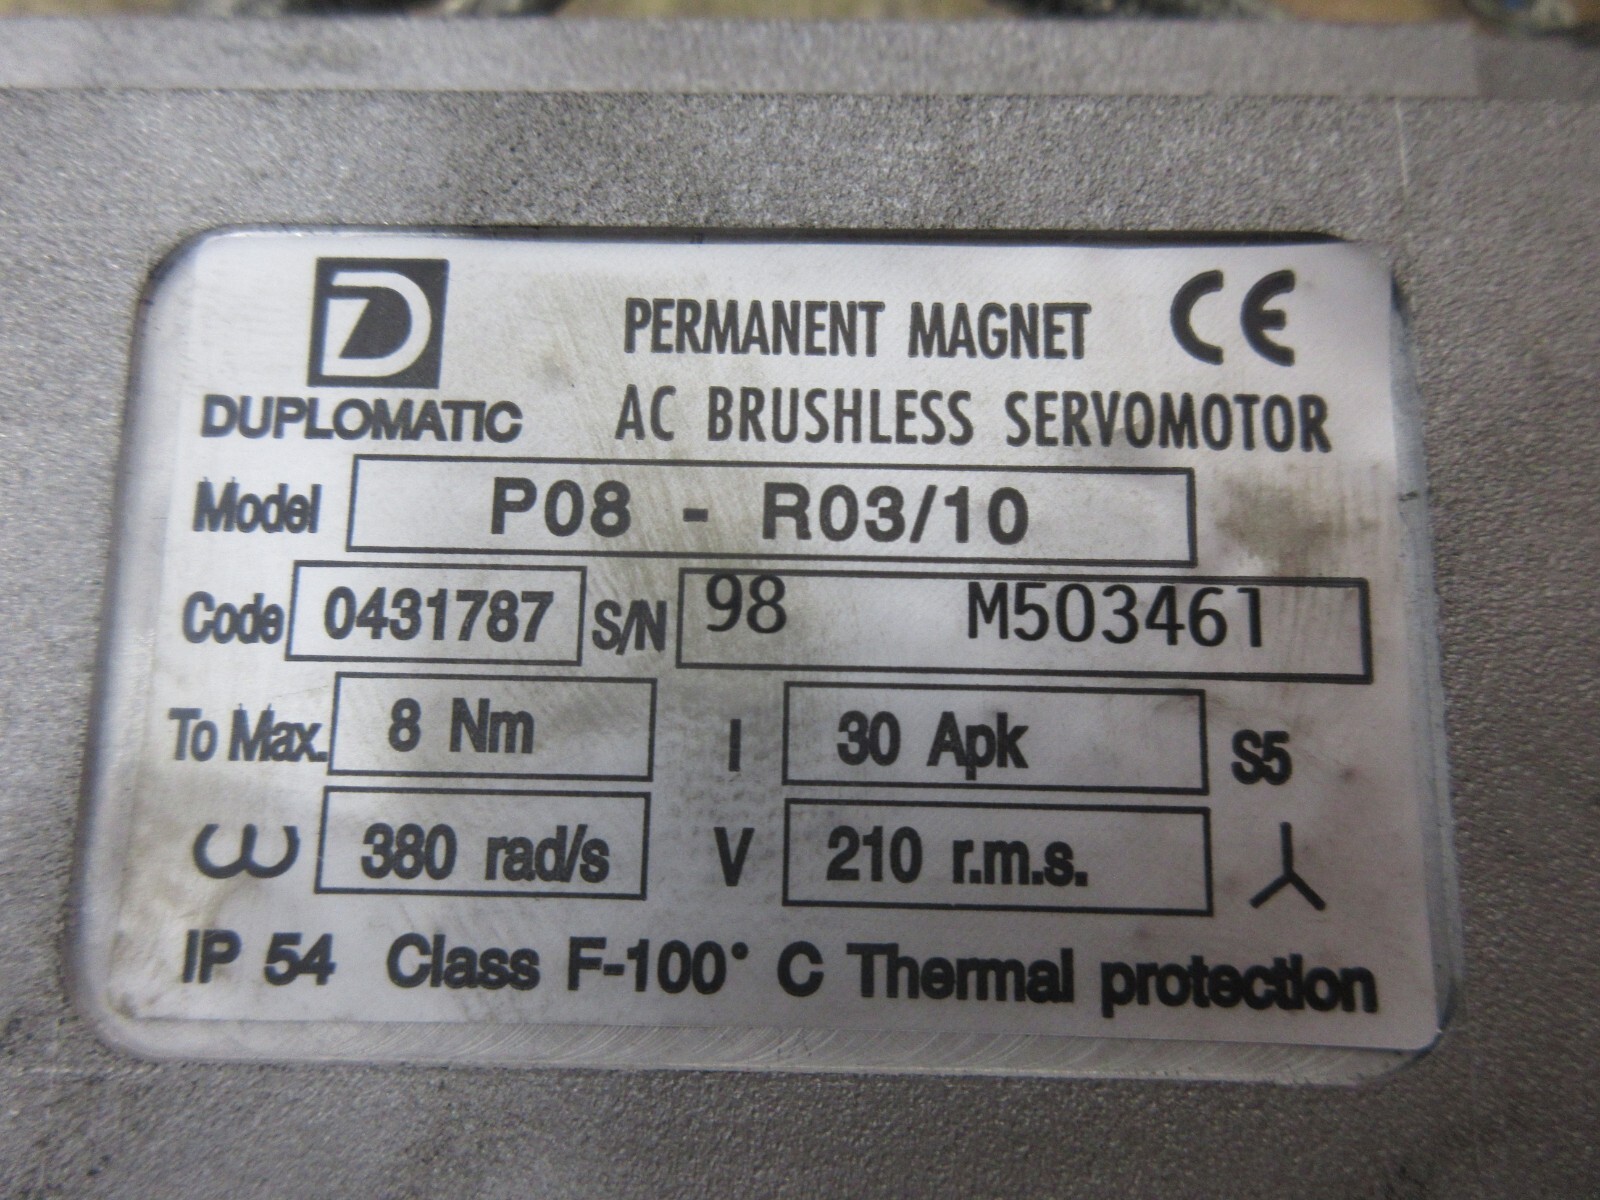 PERMANENT MAGNET CE
DUPLOMATIC AC BRUSHLESS SERVOMOTOR
Model P08 - R03/10
Code 0431787 S/N 98 M503461
To Max. 8 Nm I 30 Apk S5
ω 380 rad/s V 210 r.m.s.
IP 54 Class F-100° C Thermal protection